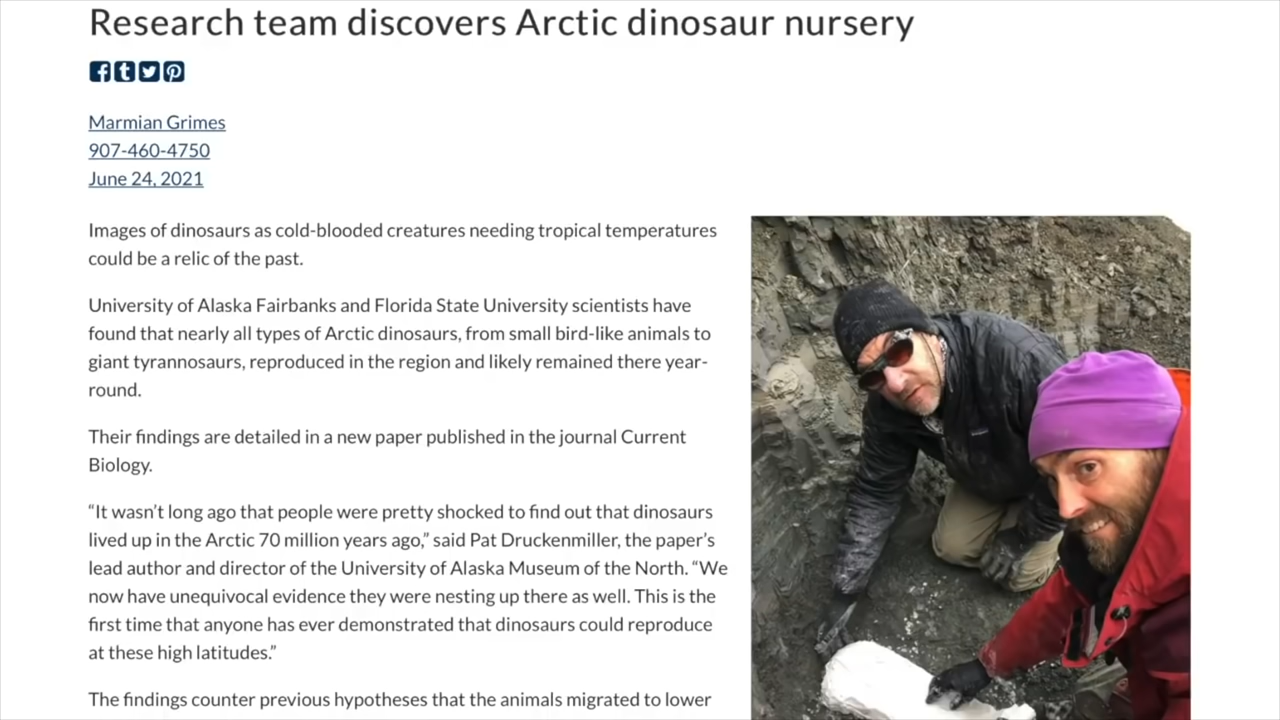 Research team discovers Arctic dinosaur nursery
Marmian Grimes
907-460-4750
June 24, 2021
Images of dinosaurs as cold-blooded creatures needing tropical temperatures
could be a relic of the past.
University of Alaska Fairbanks and Florida State University scientists have
found that nearly all types of Arctic dinosaurs, from small bird-like animals to
giant tyrannosaurs, reproduced in the region and likely remained there year-
round.
Their findings are detailed in a new paper published in the journal Current
Biology.
“It wasn’t long ago that people were pretty shocked to find out that dinosaurs
lived up in the Arctic 70 million years ago,” said Pat Druckenmiller, the paper’s
lead author and director of the University of Alaska Museum of the North. “We
now have unequivocal evidence they were nesting up there as well. This is the
first time that anyone has ever demonstrated that dinosaurs could reproduce
at these high latitudes.”
The findings counter previous hypotheses that the animals migrated to lower